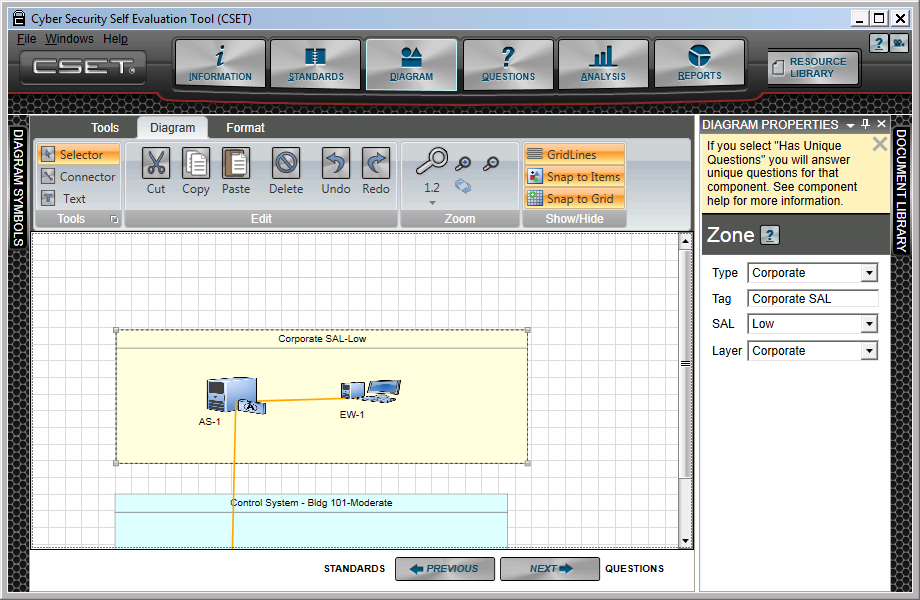 Cyber Security Self Evaluation Tool (CSET)
File Windows Help
CSET
INFORMATION
STANDARDS
DIAGRAM
QUESTIONS
ANALYSIS
REPORTS
RESOURCE
LIBRARY
DIAGRAM SYMBOLS
Tools Diagram Format
Selector
Connector
Text
Tools
Cut Copy Paste Delete Undo Redo
Edit
1.2
Zoom
GridLines
Snap to Items
Snap to Grid
Show/Hide
Corporate SAL-Low
AS-1
EW-1
Control System - Bldg 101-Moderate
STANDARDS PREVIOUS NEXT QUESTIONS
DIAGRAM PROPERTIES
If you select "Has Unique
Questions" you will answer
unique questions for that
component. See component
help for more information.
Zone ?
Type Corporate
Tag Corporate SAL
SAL Low
Layer Corporate
DOCUMENT LIBRARY